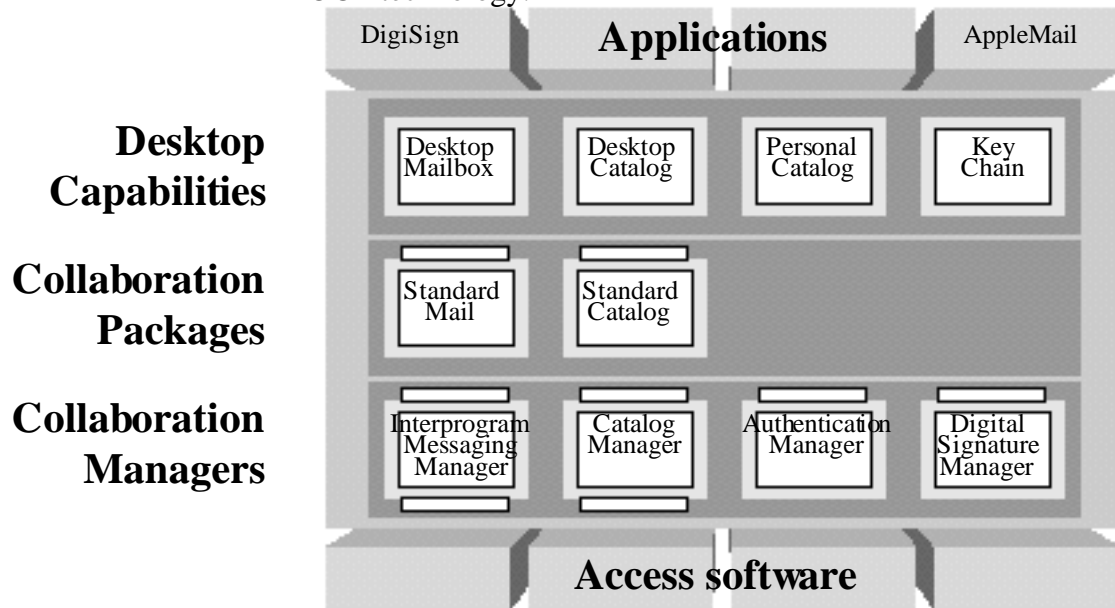 DigiSign
Applications
AppleMail
Desktop
Capabilities
Desktop
Mailbox
Desktop
Catalog
Personal
Catalog
Key
Chain
Collaboration
Packages
Standard
Mail
Standard
Catalog
Collaboration
Managers
Interprogram
Messaging
Manager
Catalog
Manager
Authentication
Manager
Digital
Signature
Manager
Access software